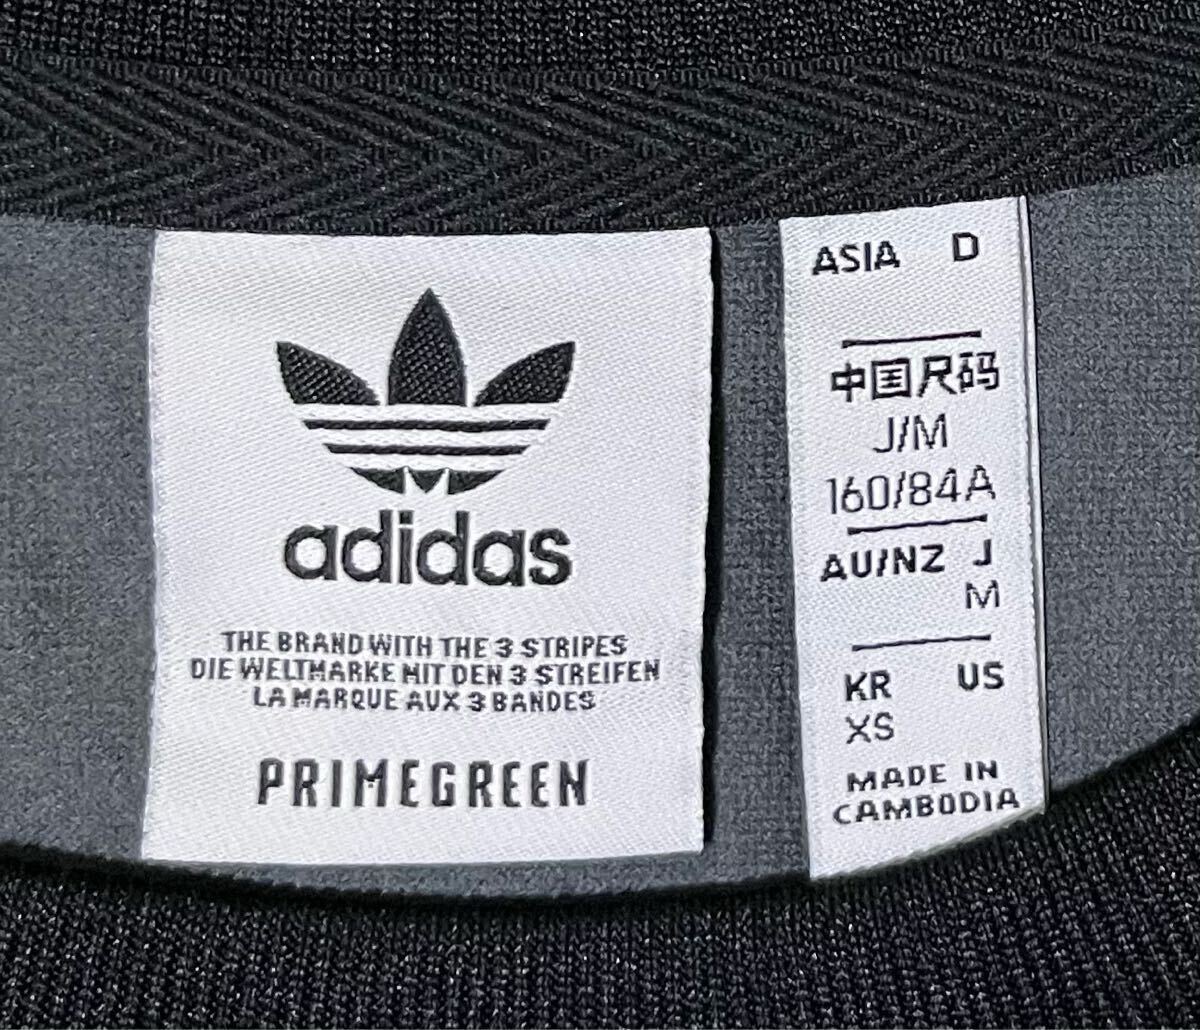 adidas
THE BRAND WITH THE 3 STRIPES
DIE WELTMARKE MIT DEN 3 STREIFEN
LA MARQUE AUX 3 BANDES
PRIMEGREEN
ASIA D
中国尺码
J/M
160/84A
AU/NZ J
M
KR US
XS
MADE IN
CAMBODIA